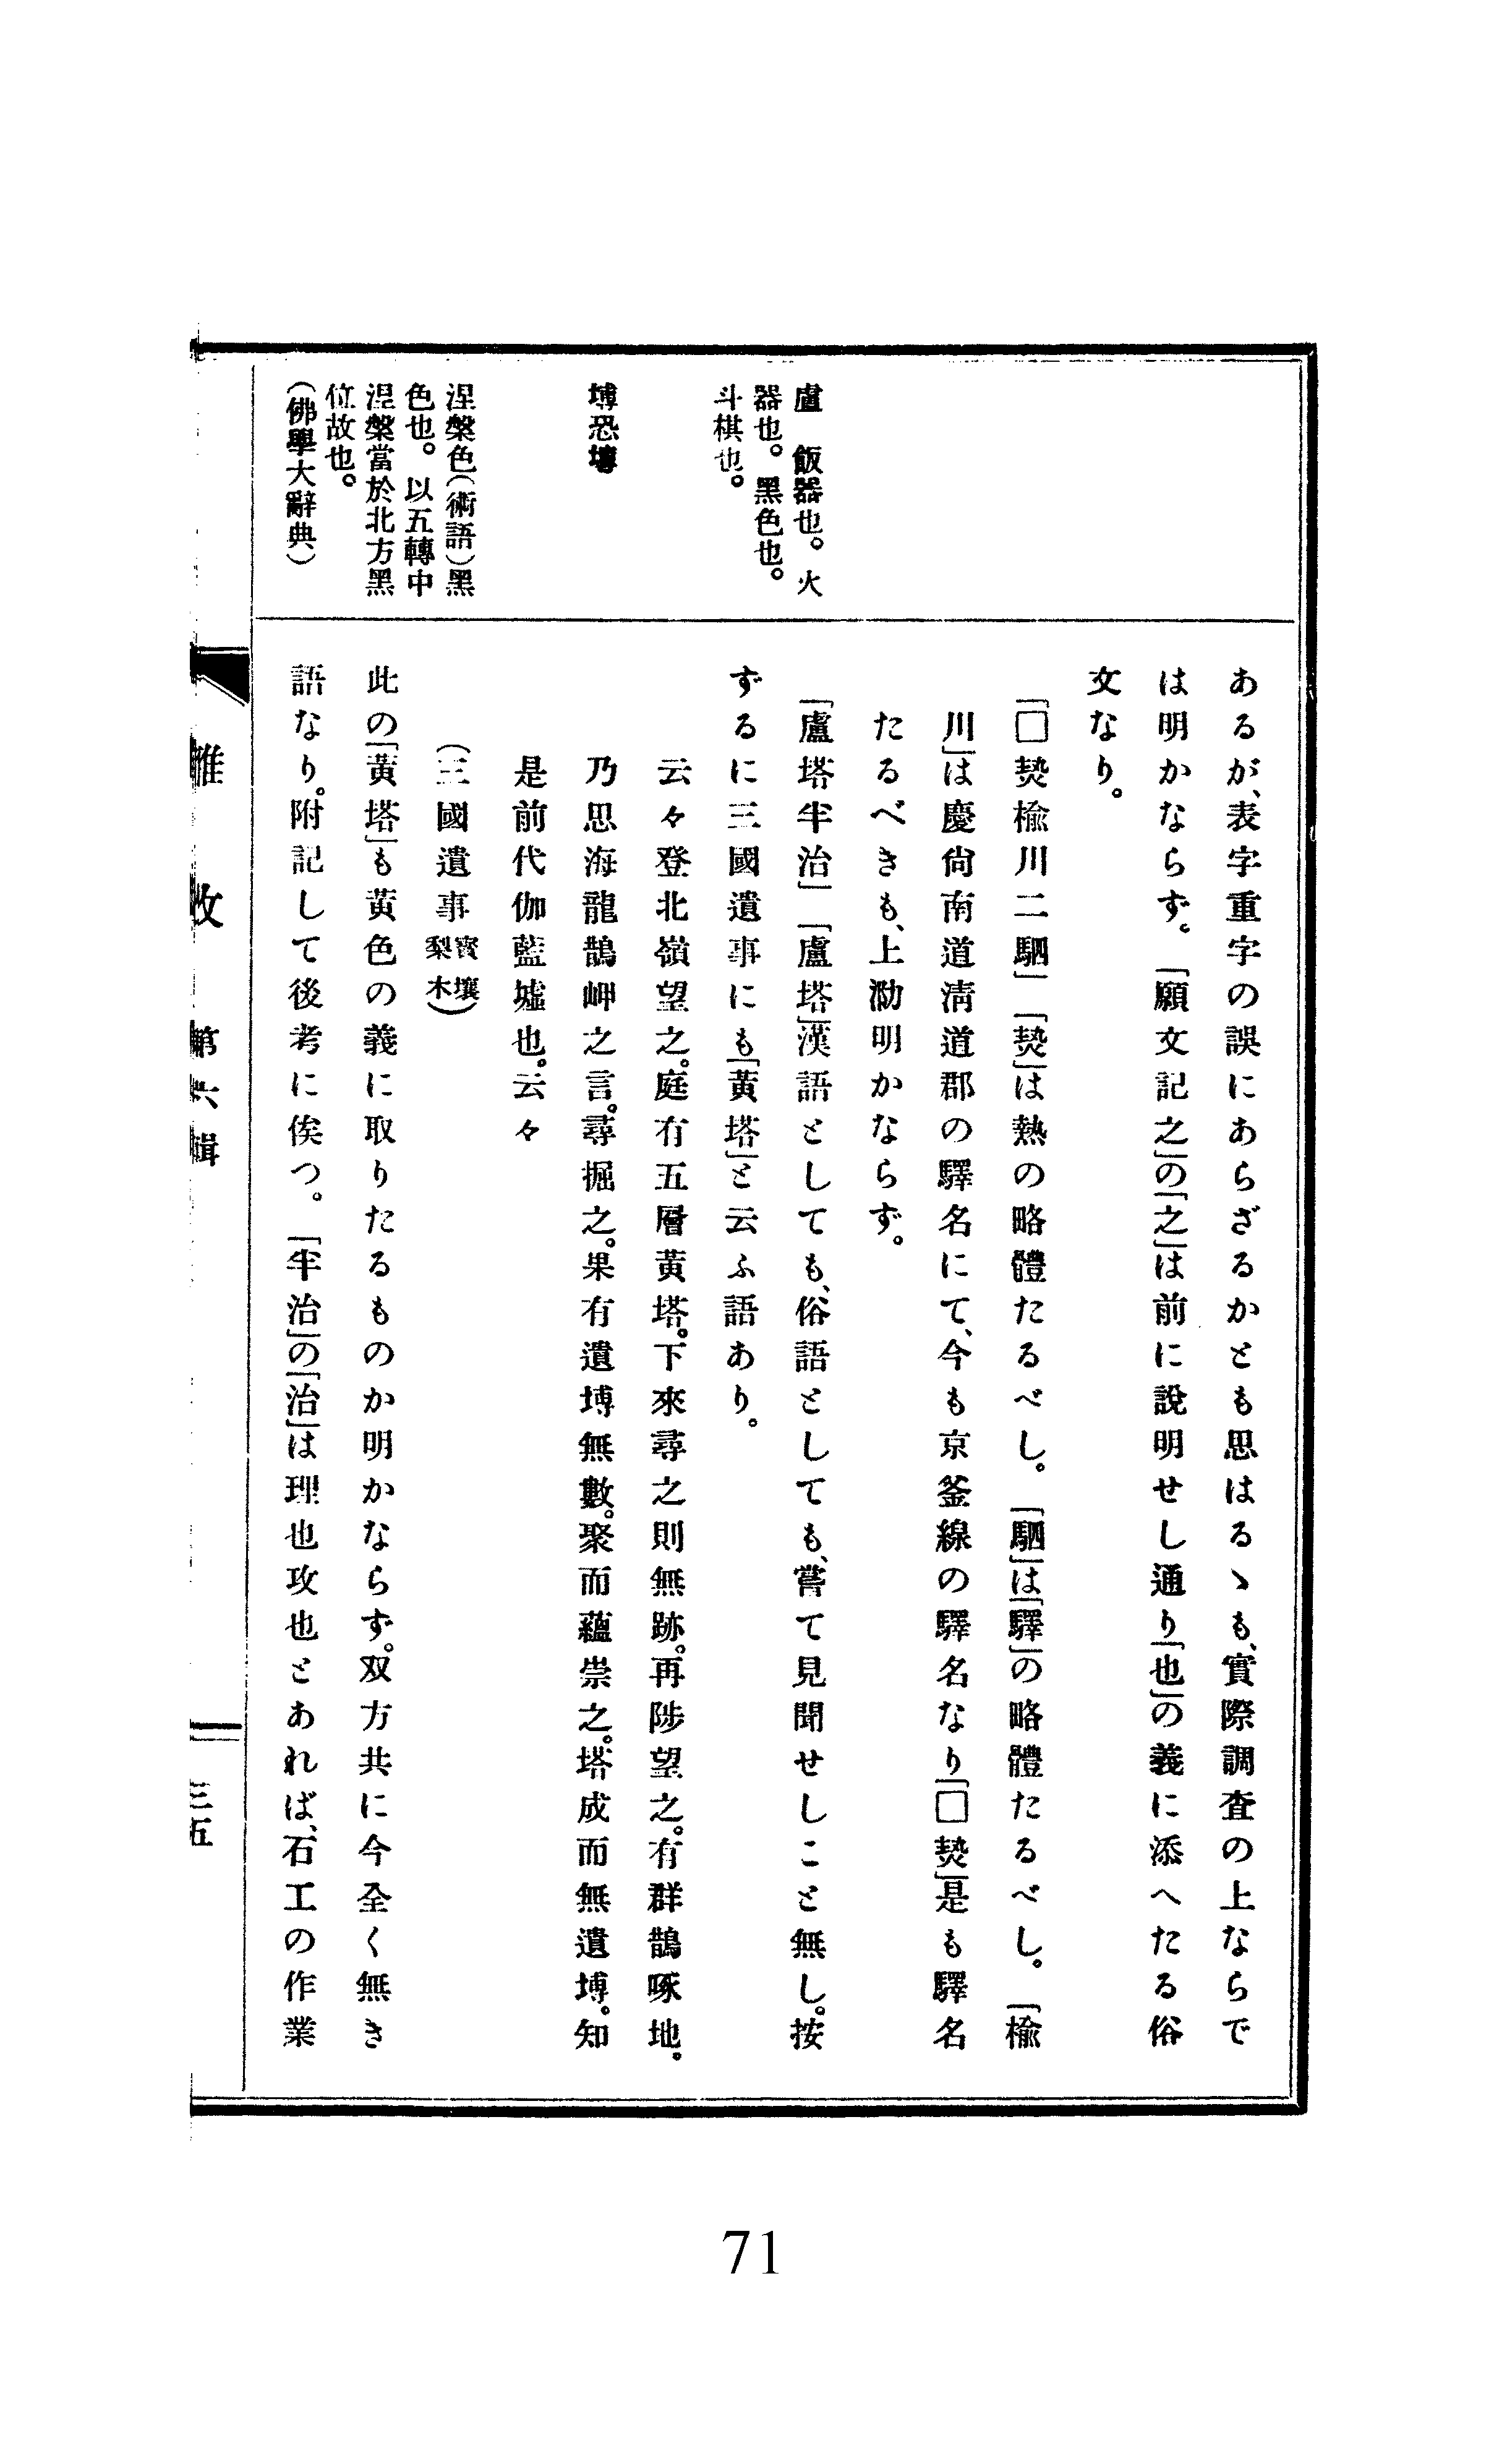 盧　飯器也。火
器也。黑色也。
斗棋也。
塼恐塼
涅槃色(術語)黑
色也。以五轉中
涅槃當於北方黑
位故也。
(佛學大辭典)
あるが、表字重字の誤にあらざるかとも思はるゝも、實際調査の上ならで
は明かならず。「願文記之」の「之」は前に說明せし通り「也」の義に添へたる俗
文なり。
「□㷼楡川二駰」「㷼」は熱の略體たるべし。「駰」は「驛」の略體たるべし。「楡
川」は慶尙南道淸道郡の驛名にて、今も京釜線の驛名なり「□㷼」是も驛名
たるべきも、上泐明かならず。
「盧塔牢治」「盧塔」漢語としても、俗語としても、嘗て見聞せしこと無し。按
ずるに三國遺事にも「黃塔」と云ふ語あり。
云々登北嶺望之。庭有五層黃塔。下來尋之則無跡。再陟望之。有群鵲啄地。
乃思海龍鵲岬之言。尋掘之。果有遺塼無數。聚而蘊崇之。塔成而無遺塼。知
是前代伽藍墟也。云々
(三國遺事寶壤梨木)
此の「黃塔」も黃色の義に取りたるものか明かならず。双方共に今全く無き
語なり。附記して後考に俟つ。「牢治」の「治」は理也攻也とあれば、石工の作業
雅攷　第六輯　三五
71